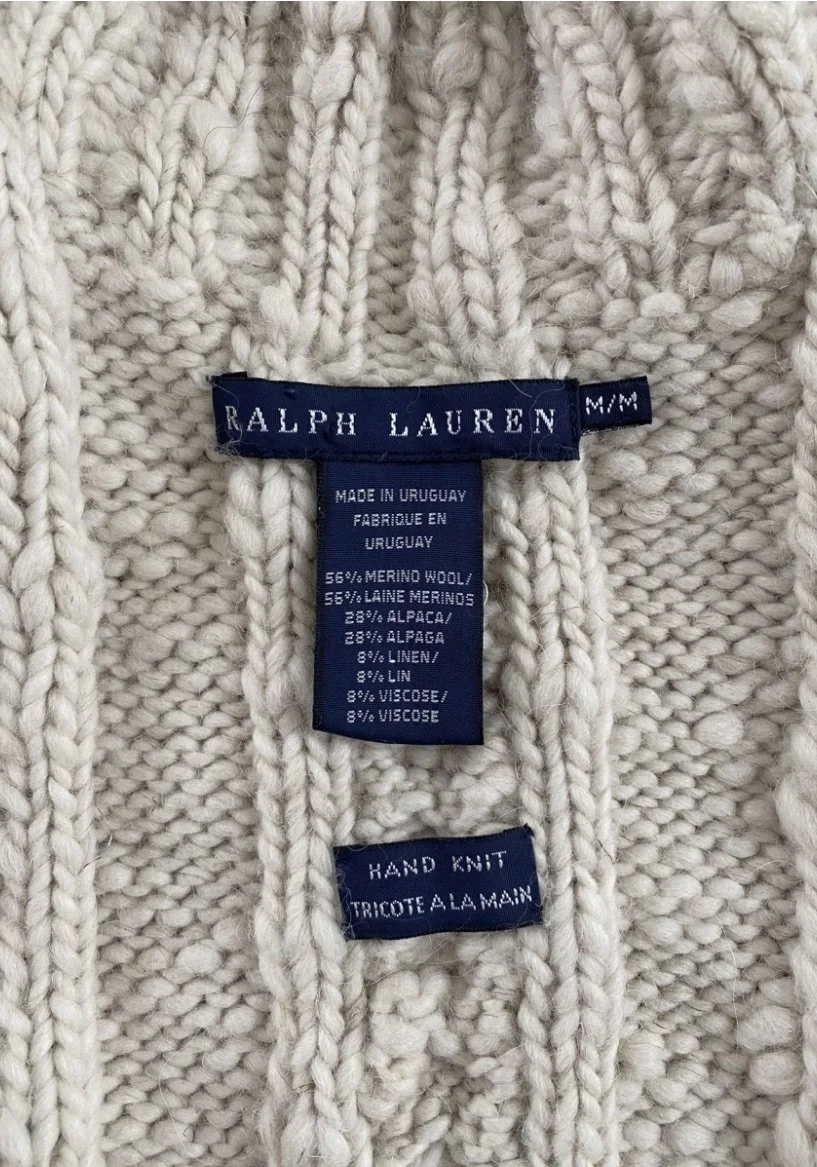 RALPH LAUREN
M/M
MADE IN URUGUAY
FABRIQUE EN
URUGUAY
56% MERINO WOOL/
56% LAINE MERINOS
28% ALPACA/
28% ALPAGA
8% LINEN/
8% LIN
8% VISCOSE/
8% VISCOSE
HAND KNIT
TRICOTE A LA MAIN